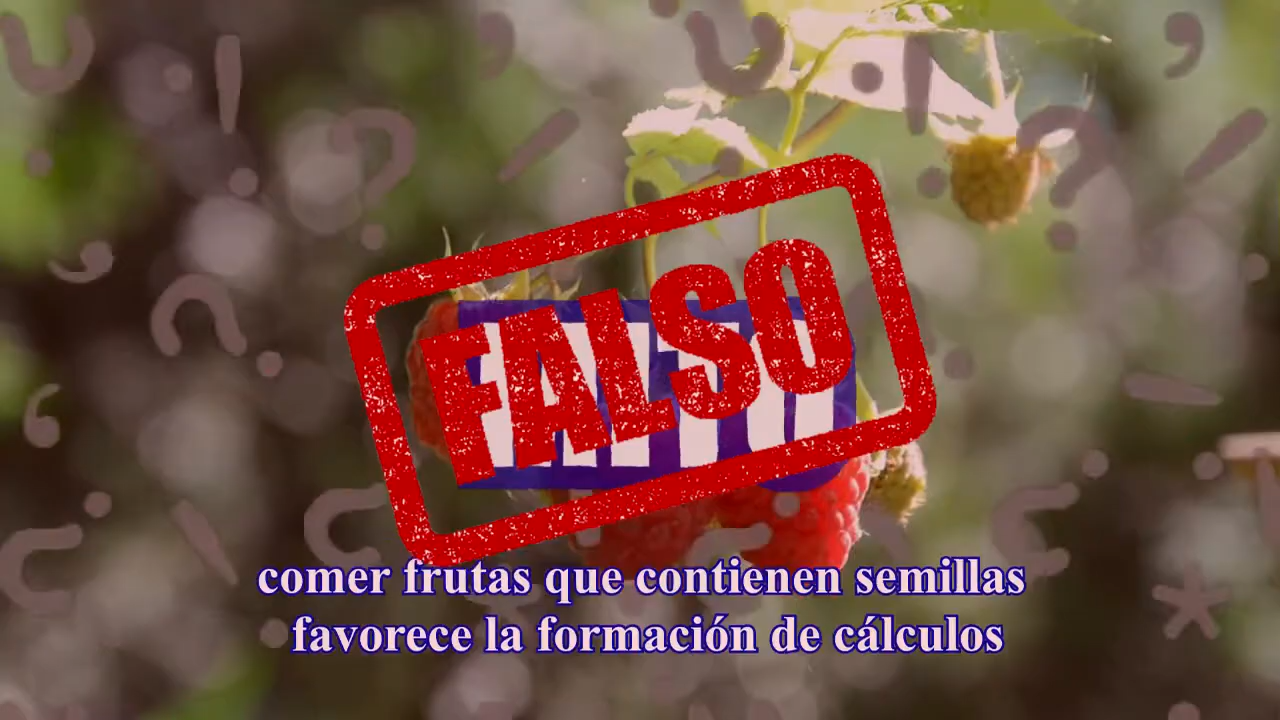 FALSO
comer frutas que contienen semillas
favorece la formación de cálculos